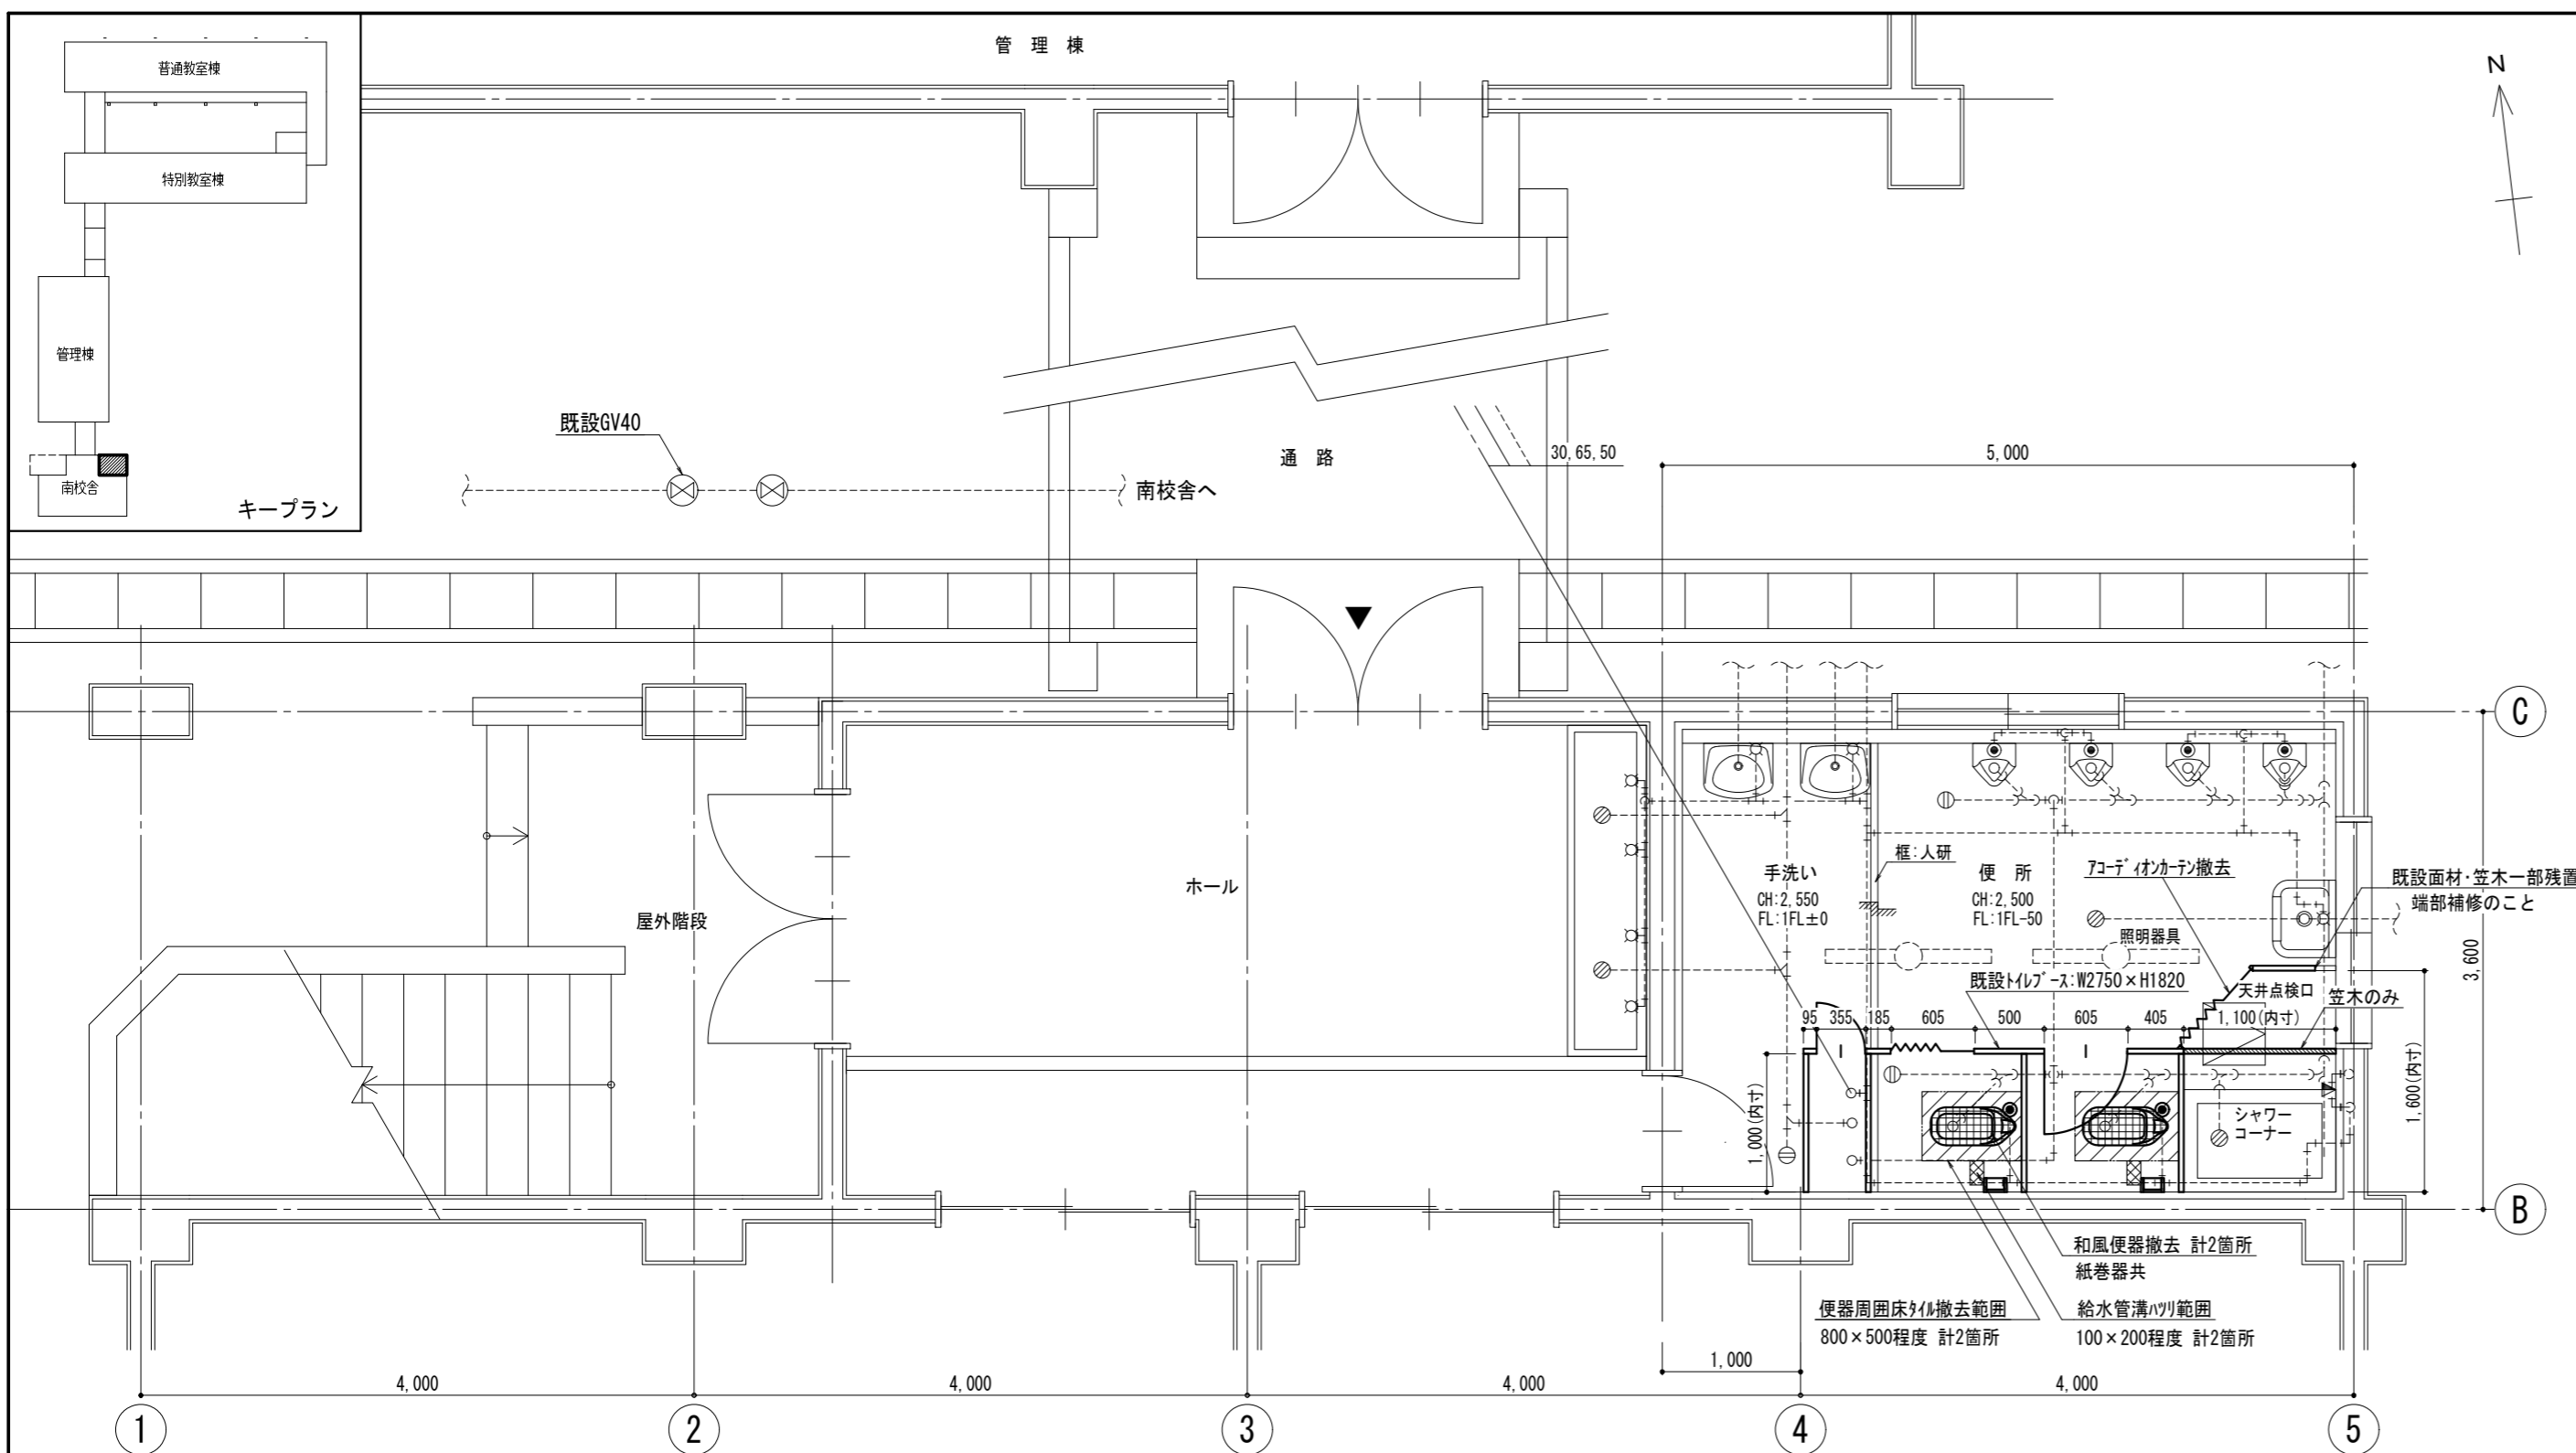 管 理 棟
普通教室棟
特別教室棟
管理棟
南校舎
キープラン
N
既設GV40
南校舎へ
通 路
30,65,50
5,000
C
ホール
屋外階段
手洗い
CH:2,550
FL:1FL±0
框:人研
便 所
CH:2,500
FL:1FL-50
アコーディオンカーテン撤去
既設面材・笠木一部残置
端部補修のこと
照明器具
既設トイレブース:W2750×H1820
天井点検口
笠木のみ
3,600
95
355
185
605
500
605
405
1,100(内寸)
1,000(内寸)
1,600(内寸)
シャワー
コーナー
B
和風便器撤去 計2箇所
紙巻器共
便器周囲床タイル撤去範囲
800×500程度 計2箇所
給水管溝ハツリ範囲
100×200程度 計2箇所
1,000
4,000
4,000
4,000
4,000
1
2
3
4
5